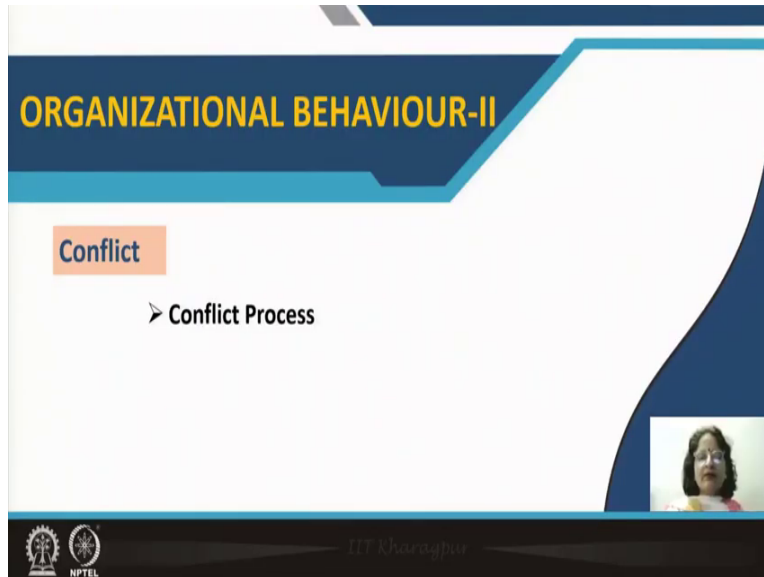 ORGANIZATIONAL BEHAVIOUR-II
Conflict
Conflict Process
IIT Kharagpur
NPTEL